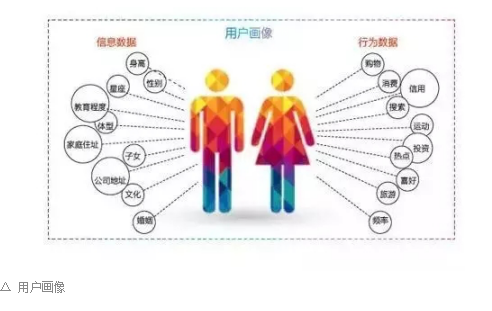 用户画像
信息数据
行为数据
身高
性别
星座
教育程度
体型
家庭住址
子女
公司地址
文化
婚姻
购物
消费
信用
搜索
运动
投资
热点
喜好
旅游
频率
△ 用户画像